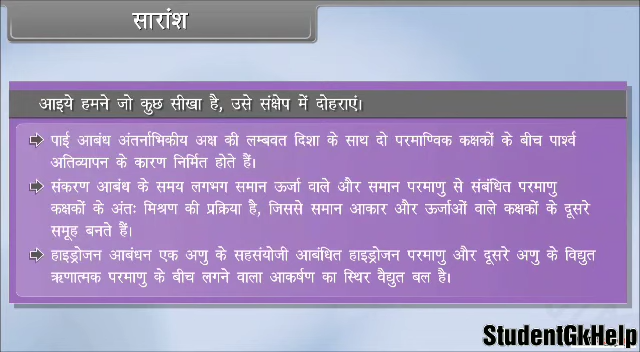 सारांश
आइये हमने जो कुछ सीखा है, उसे संक्षेप में दोहराएं।
पाई आबंध अंतर्नाभिकीय अक्ष की लम्बवत दिशा के साथ दो परमाण्विक कक्षकों के बीच पार्श्व
अतिव्यापन के कारण निर्मित होते हैं।
संकरण आबंध के समय लगभग समान ऊर्जा वाले और समान परमाणु से संबंधित परमाणु
कक्षकों के अंतः मिश्रण की प्रक्रिया है, जिससे समान आकार और ऊर्जाओं वाले कक्षकों के दूसरे
समूह बनते हैं।
हाइड्रोजन आबंधन एक अणु के सहसंयोजी आबंधित हाइड्रोजन परमाणु और दूसरे अणु के विद्युत
ऋणात्मक परमाणु के बीच लगने वाला आकर्षण का स्थिर वैद्युत बल है।
StudentGkHelp